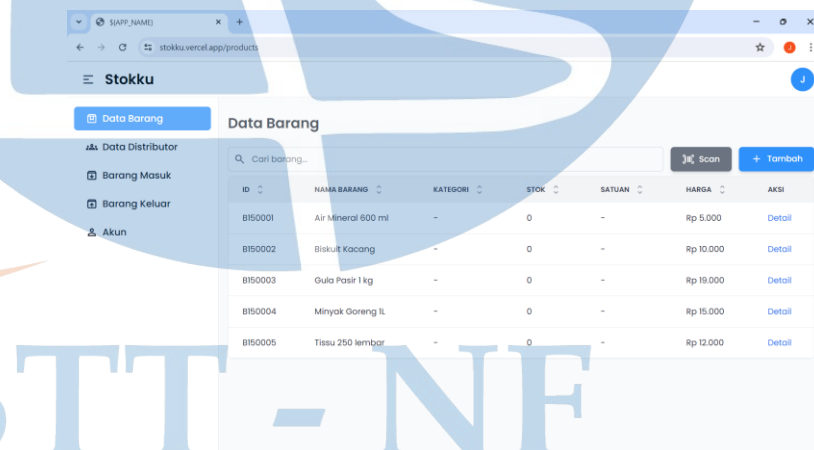 $(APP_NAME)
stokku.vercel.app/products
J
Stokku
J
Data Barang
Data Distributor
Barang Masuk
Barang Keluar
Akun
Data Barang
Cari barang...
Scan
+ Tambah
ID NAMA BARANG KATEGORI STOK SATUAN HARGA AKSI
B150001 Air Mineral 600 ml - 0 - Rp 5.000 Detail
B150002 Biskuit Kacang - 0 - Rp 10.000 Detail
B150003 Gula Pasir 1 kg - 0 - Rp 19.000 Detail
B150004 Minyak Goreng 1L - 0 - Rp 15.000 Detail
B150005 Tissu 250 lembar - 0 - Rp 12.000 Detail
STT - NF